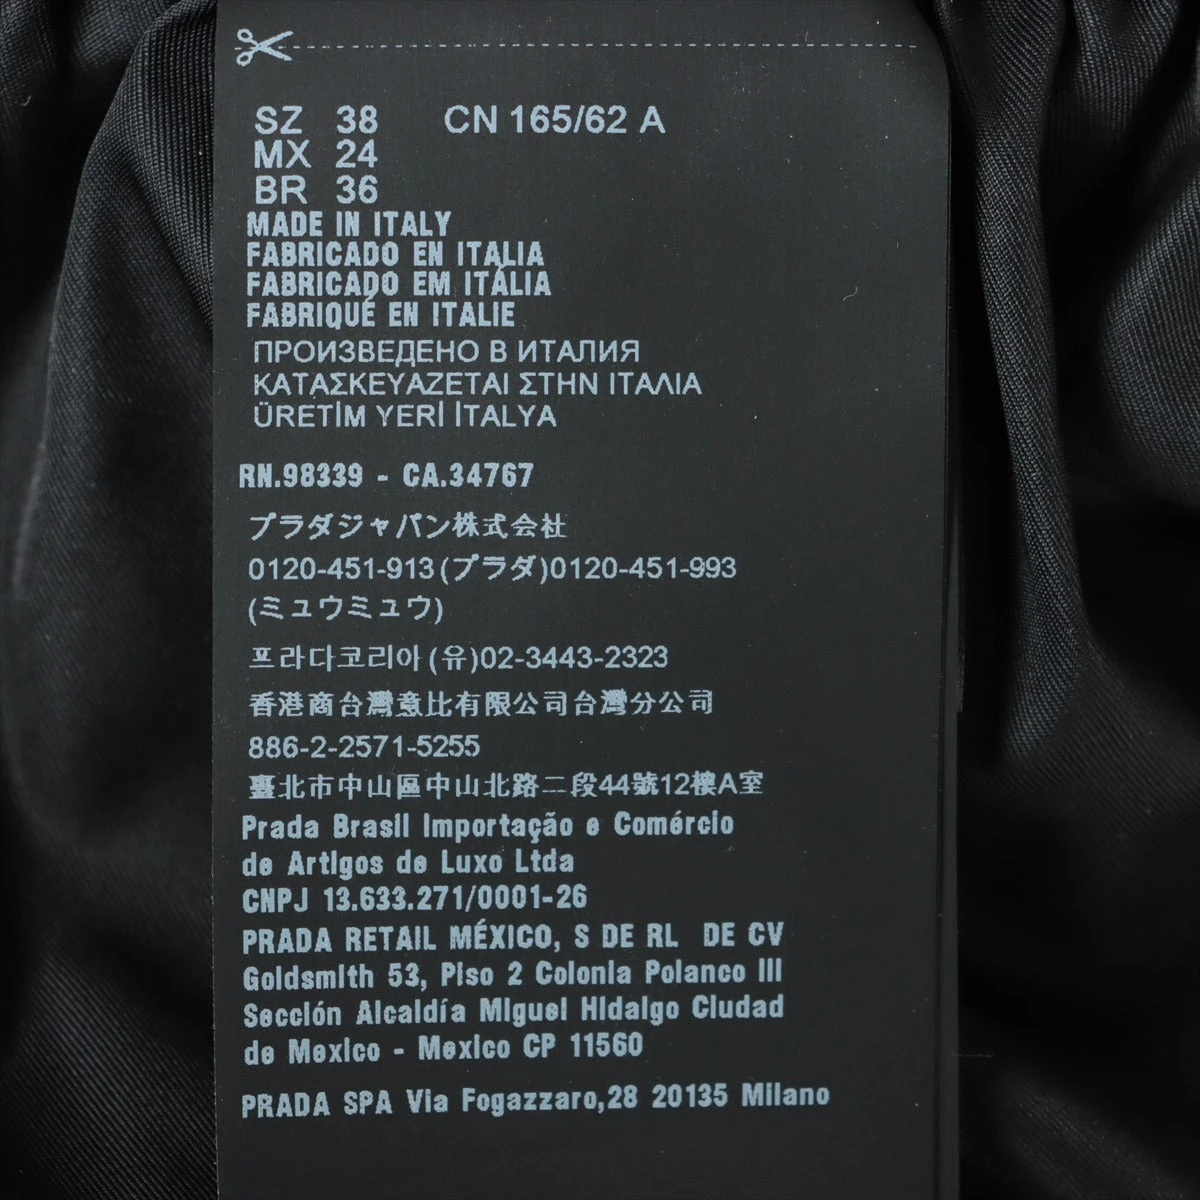 SZ 38 CN 165/62 A
MX 24
BR 36
MADE IN ITALY
FABRICADO EN ITALIA
FABRICADO EM ITÁLIA
FABRIQUÉ EN ITALIE
ПРОИЗВЕДЕНО В ИТАЛИЯ
ΚΑΤΑΣΚΕΥΑΖΕΤΑΙ ΣΤΗΝ ΙΤΑΛΙΑ
ÜRETİM YERİ İTALYA
RN.98339 - CA.34767
プラダジャパン株式会社
0120-451-913(プラダ)0120-451-993
(ミュウミュウ)
프라다코리아(유)02-3443-2323
香港商台灣意比有限公司台灣分公司
886-2-2571-5255
臺北市中山區中山北路二段44號12樓A室
Prada Brasil Importação e Comércio
de Artigos de Luxo Ltda
CNPJ 13.633.271/0001-26
PRADA RETAIL MÉXICO, S DE RL DE CV
Goldsmith 53, Piso 2 Colonia Polanco III
Sección Alcaldía Miguel Hidalgo Ciudad
de Mexico - Mexico CP 11560
PRADA SPA Via Fogazzaro,28 20135 Milano